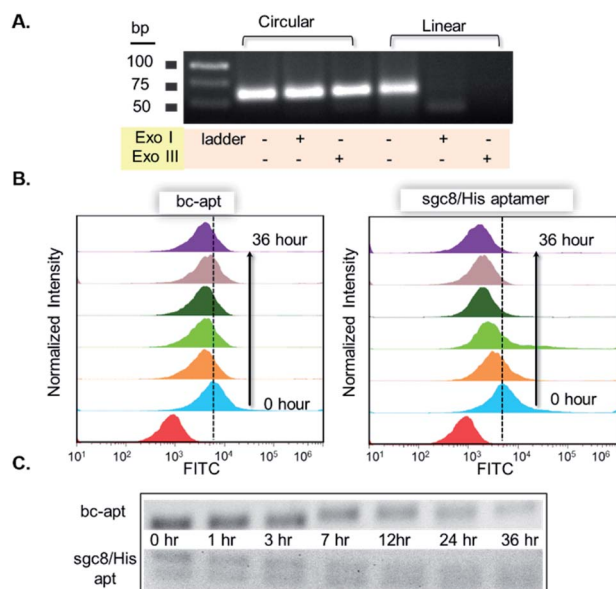 A.
bp
Circular
Linear
100
75
50
Exo I ladder - + - - + -
Exo III - - + - - +
B.
bc-apt
sgc8/His aptamer
Normalized Intensity
36 hour
0 hour
10¹ 10² 10³ 10⁴ 10⁵ 10⁶
FITC
Normalized Intensity
36 hour
0 hour
10¹ 10² 10³ 10⁴ 10⁵ 10⁶
FITC
C.
bc-apt
0 hr 1 hr 3 hr 7 hr 12hr 24 hr 36 hr
sgc8/His
apt